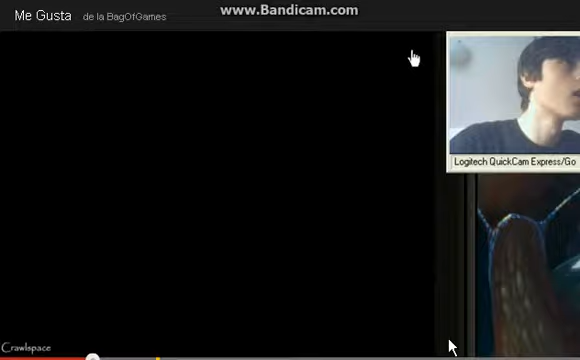 www.Bandicam.com
Me Gusta de la BagOfGames
Logitech QuickCam Express/Go
Crawlspace